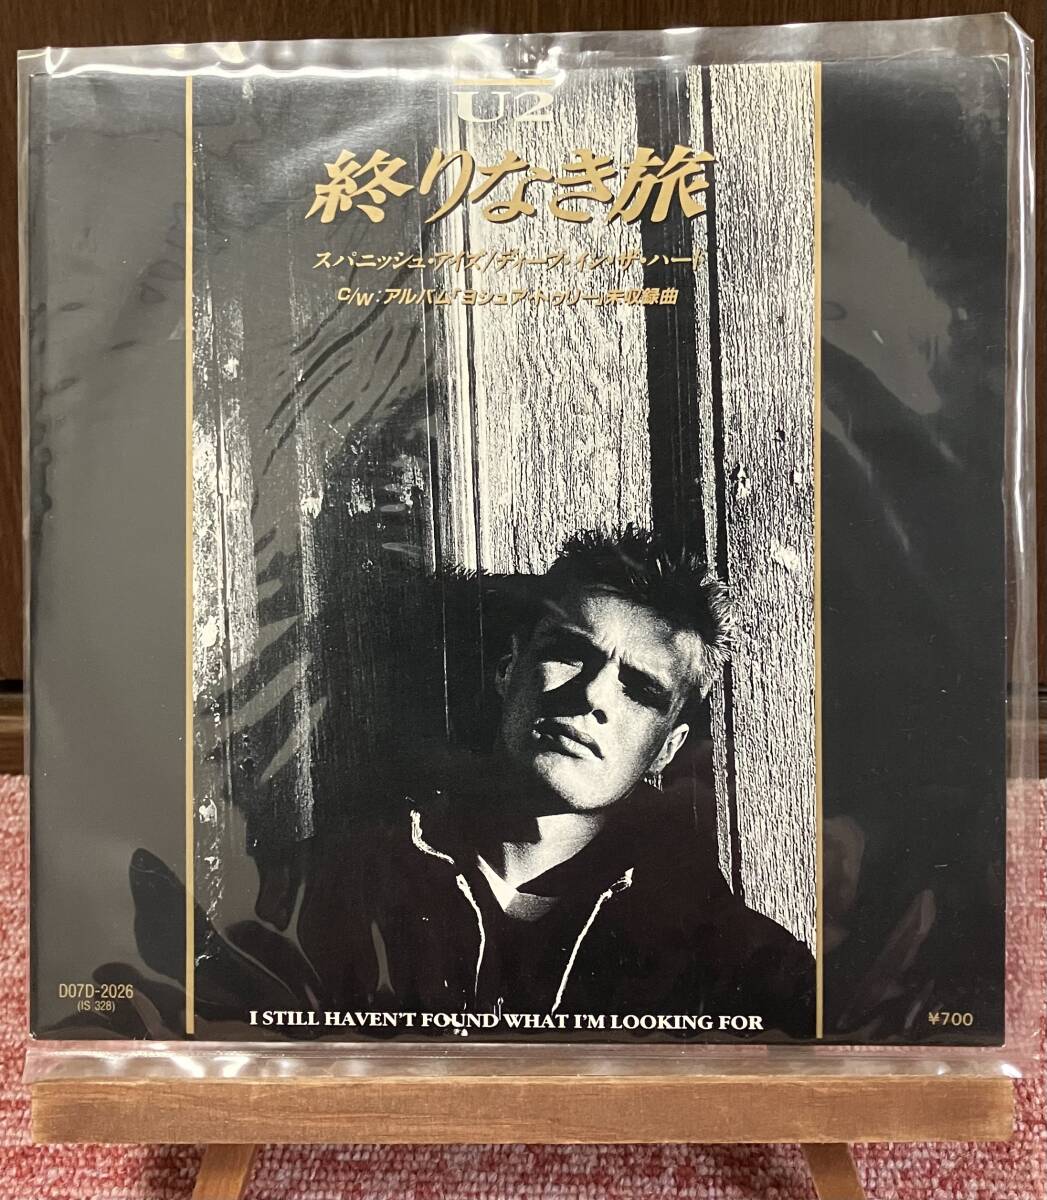 U2
終りなき旅
スパニッシュ・アイズ/ディープ・イン・ザ・ハート
C/W:アルバム「ヨシュア・トゥリー」未収録曲
D07D-2026
(IS 328)
I STILL HAVEN'T FOUND WHAT I'M LOOKING FOR
¥700